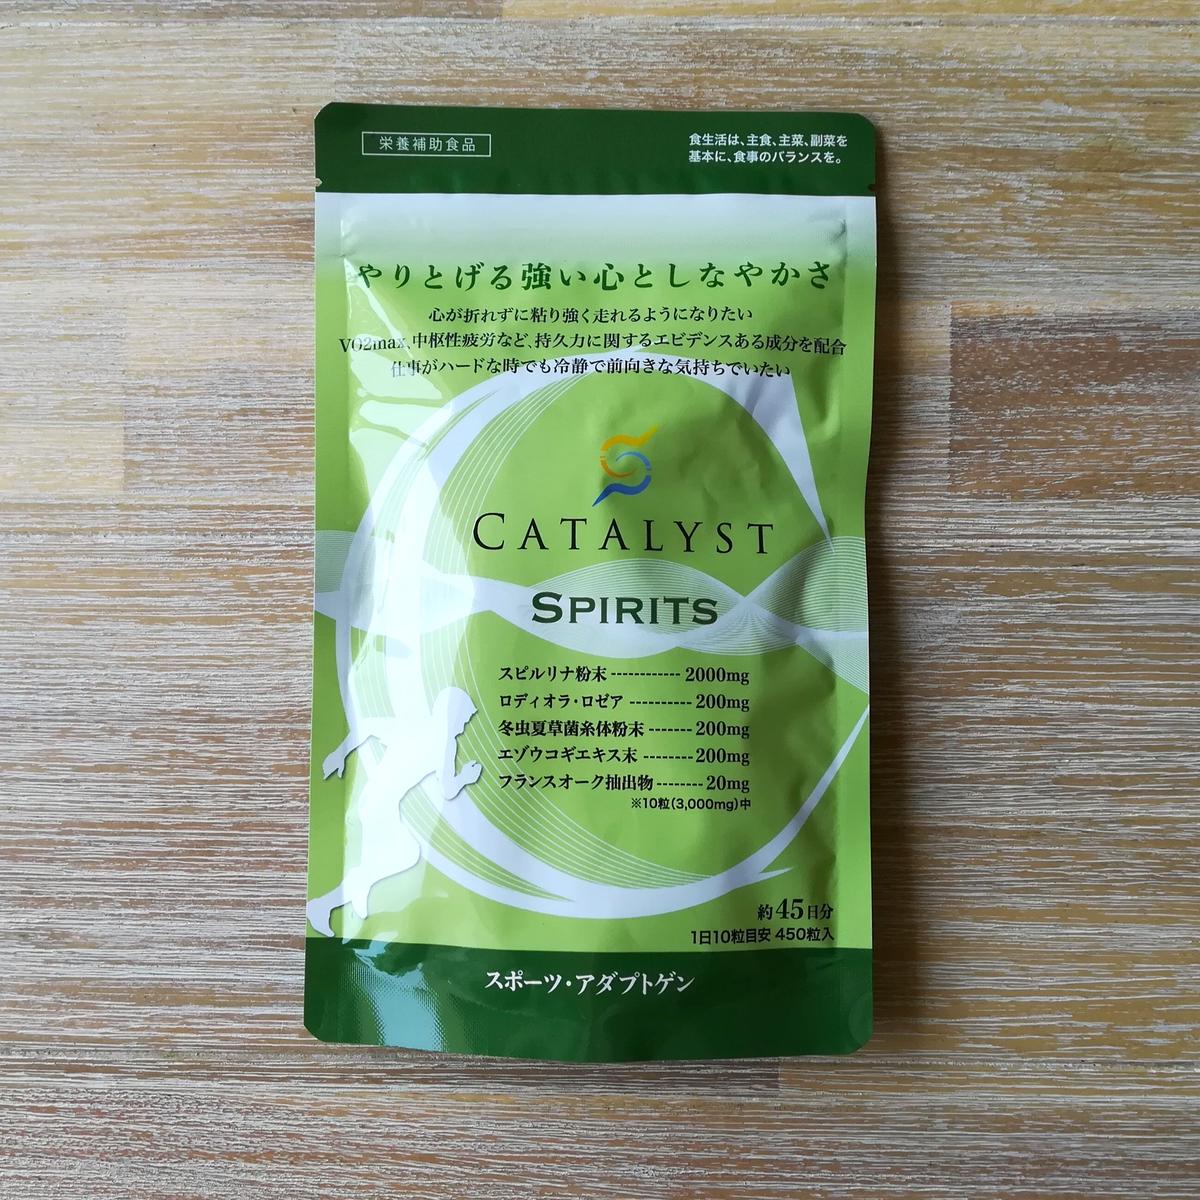 栄養補助食品
食生活は、主食、主菜、副菜を
基本に、食事のバランスを。
やりとげる強い心としなやかさ
心が折れずに粘り強く走れるようになりたい
VO2max、中枢性疲労など、持久力に関するエビデンスある成分を配合
仕事がハードな時でも冷静で前向きな気持ちでいたい
CATALYST
SPIRITS
スピルリナ粉末 ------------ 2000mg
ロディオラ・ロゼア ---------- 200mg
冬虫夏草菌糸体粉末 ------- 200mg
エゾウコギエキス末 -------- 200mg
フランスオーク抽出物 -------- 20mg
※10粒(3,000mg)中
約45日分
1日10粒目安 450粒入
スポーツ・アダプトゲン